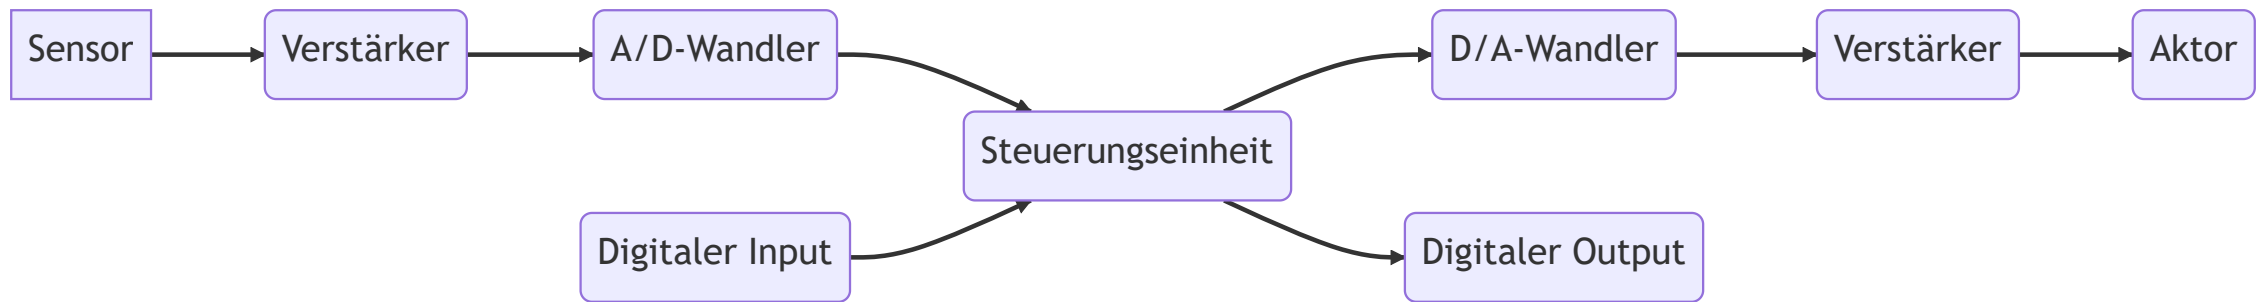 Sensor
Verstärker
A/D-Wandler
D/A-Wandler
Verstärker
Aktor
Steuerungseinheit
Digitaler Input
Digitaler Output